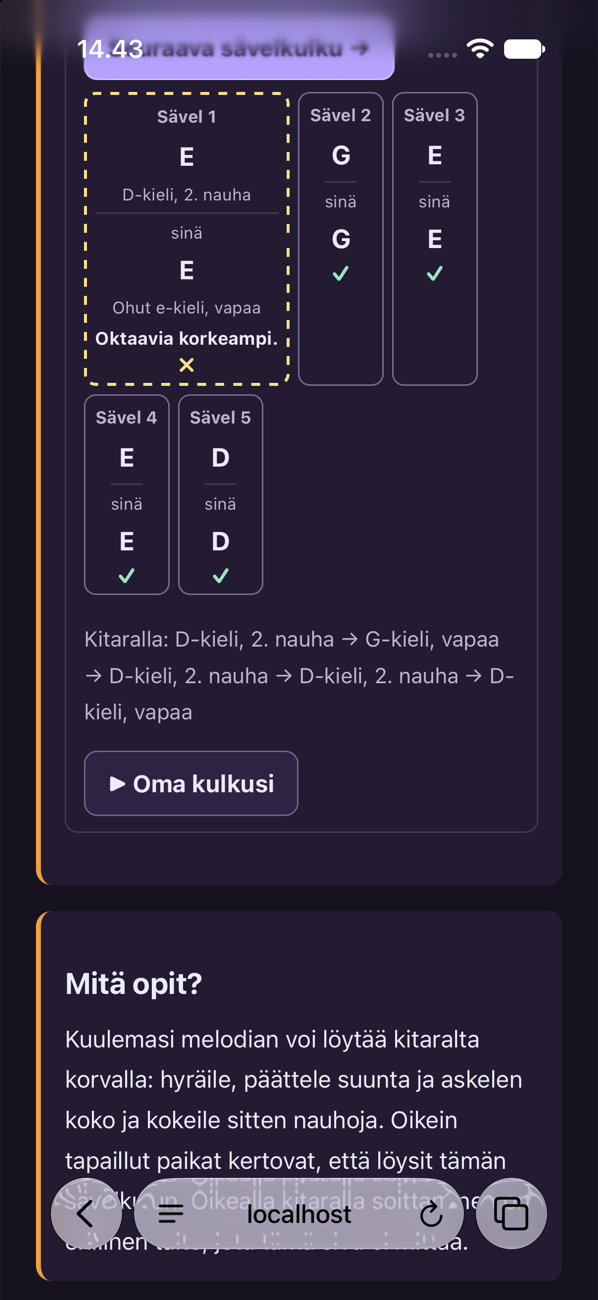 14.43
sävelkulku →
Sävel 1
E
D-kieli, 2. nauha
sinä
E
Ohut e-kieli, vapaa
Oktaavia korkeampi.
✕
Sävel 2
G
sinä
G
✓
Sävel 3
E
sinä
E
✓
Sävel 4
E
sinä
E
✓
Sävel 5
D
sinä
D
✓
Kitaralla: D-kieli, 2. nauha → G-kieli, vapaa
→ D-kieli, 2. nauha → D-kieli, 2. nauha → D-
kieli, vapaa
▶ Oma kulkusi
Mitä opit?
Kuulemasi melodian voi löytää kitaralta
korvalla: hyräile, päättele suunta ja askelen
koko ja kokeile sitten nauhoja. Oikein
tapaillut paikat kertovat, että löysit tämän
Oikealla kitaralla
localhost